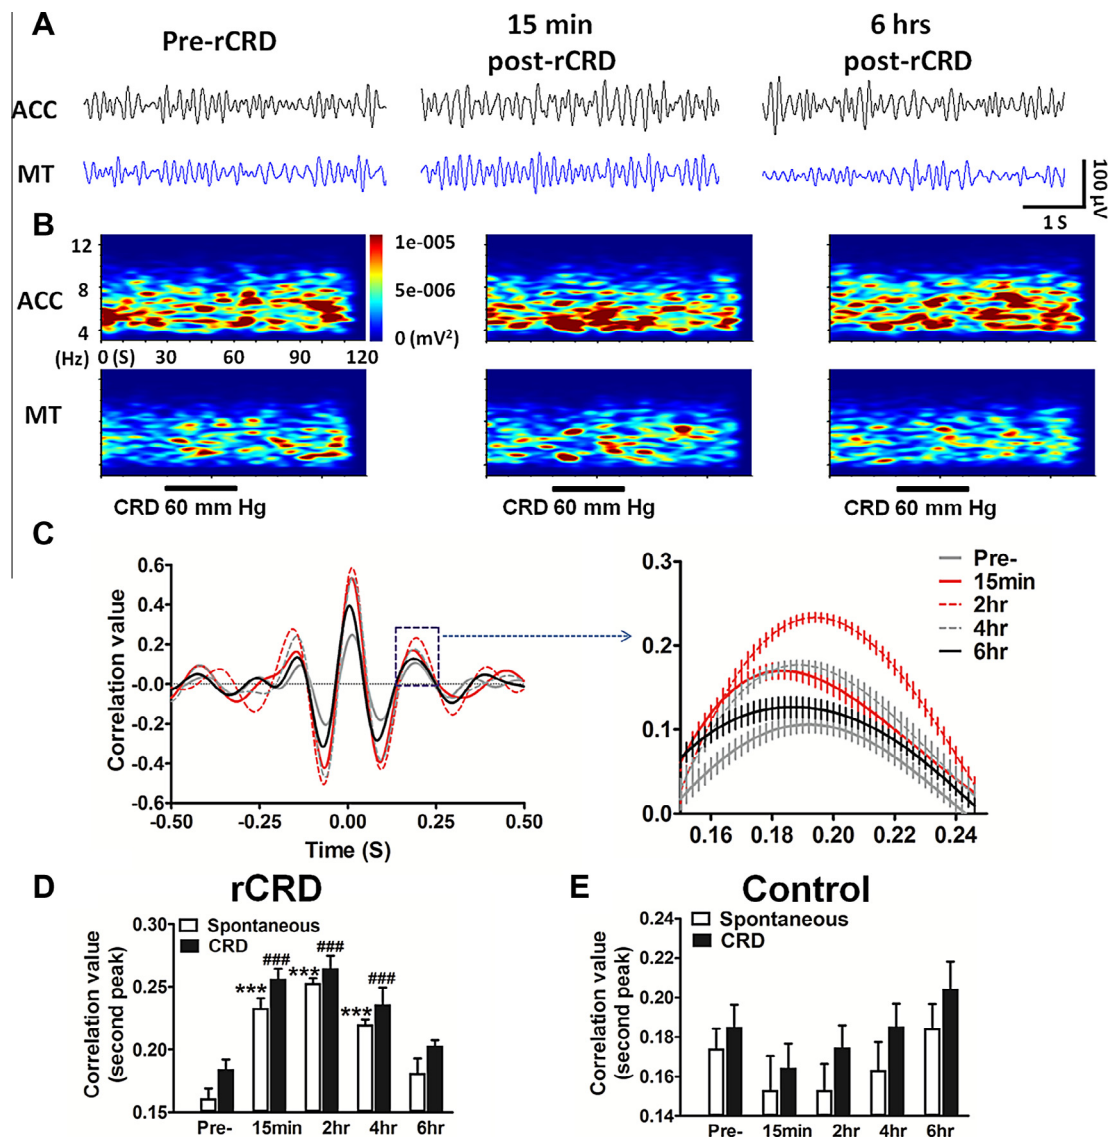 A
Pre-rCRD
15 min
post-rCRD
6 hrs
post-rCRD
ACC
MT
100 µV
1 S
B
12
8
4
ACC
(Hz)
0 (S) 30 60 90 120
1e-005
5e-006
0 (mV²)
MT
CRD 60 mm Hg
CRD 60 mm Hg
CRD 60 mm Hg
C
Correlation value
0.6
0.4
0.2
-0.0
-0.2
-0.4
-0.6
-0.50 -0.25 0.00 0.25 0.50
Time (S)
0.3
0.2
0.1
0.0
0.16 0.18 0.20 0.22 0.24
Pre-
15min
2hr
4hr
6hr
D
rCRD
Correlation value
(second peak)
0.30
0.25
0.20
0.15
Spontaneous
CRD
*** ### *** ### *** ###
Pre- 15min 2hr 4hr 6hr
E
Control
Correlation value
(second peak)
0.24
0.22
0.20
0.18
0.16
0.14
Spontaneous
CRD
Pre- 15min 2hr 4hr 6hr